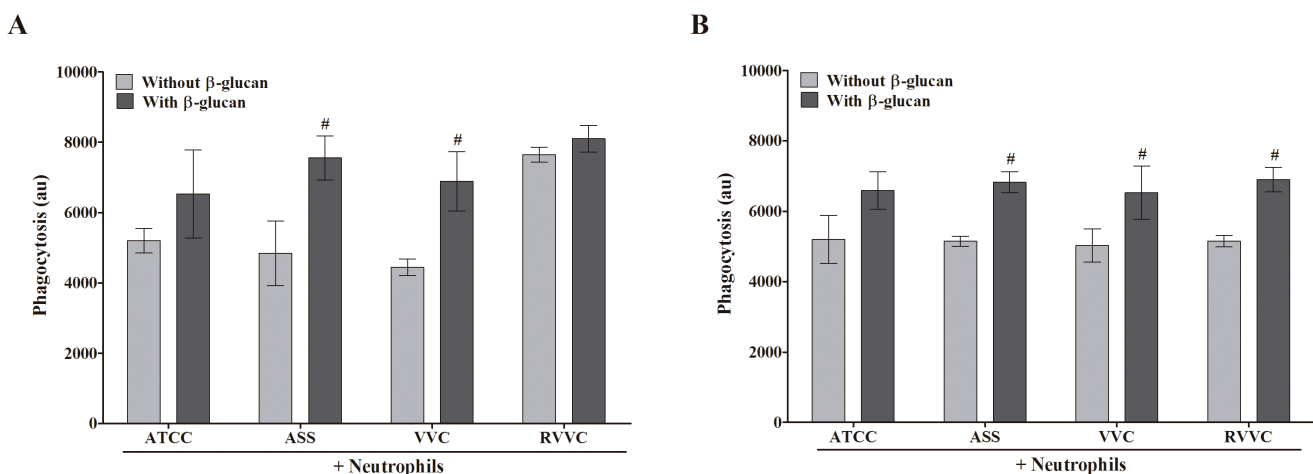 A
Without β-glucan
With β-glucan
Phagocytosis (au)
10000
8000
6000
4000
2000
0
#
#
ATCC
ASS
VVC
RVVC
+ Neutrophils
B
Without β-glucan
With β-glucan
Phagocytosis (au)
10000
8000
6000
4000
2000
0
#
#
#
ATCC
ASS
VVC
RVVC
+ Neutrophils